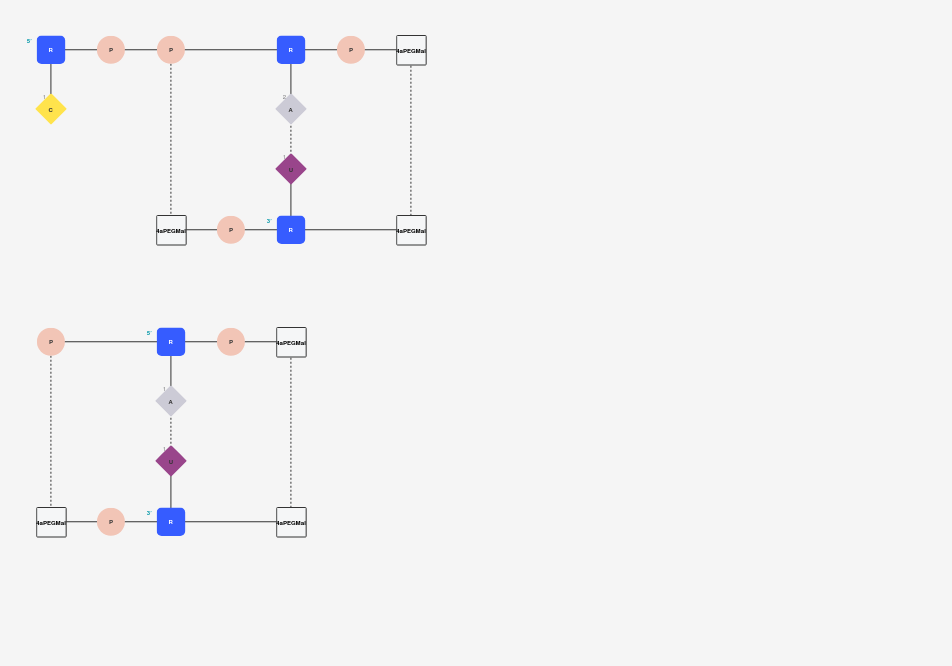 5' R P P R P 4aPEGMal
1 C 2 A
1 U
4aPEGMal P 3' R 4aPEGMal
P 5' R P 4aPEGMal
1 A
1 U
4aPEGMal P 3' R 4aPEGMal